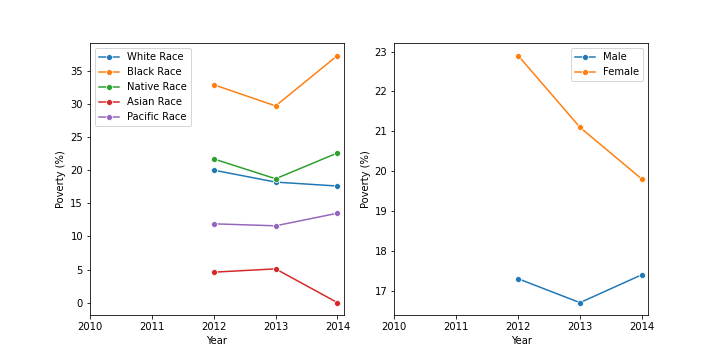 White Race
Black Race
Native Race
Asian Race
Pacific Race
35
30
25
20
15
10
5
0
Poverty (%)
2010 2011 2012 2013 2014
Year
Male
Female
23
22
21
20
19
18
17
Poverty (%)
2010 2011 2012 2013 2014
Year